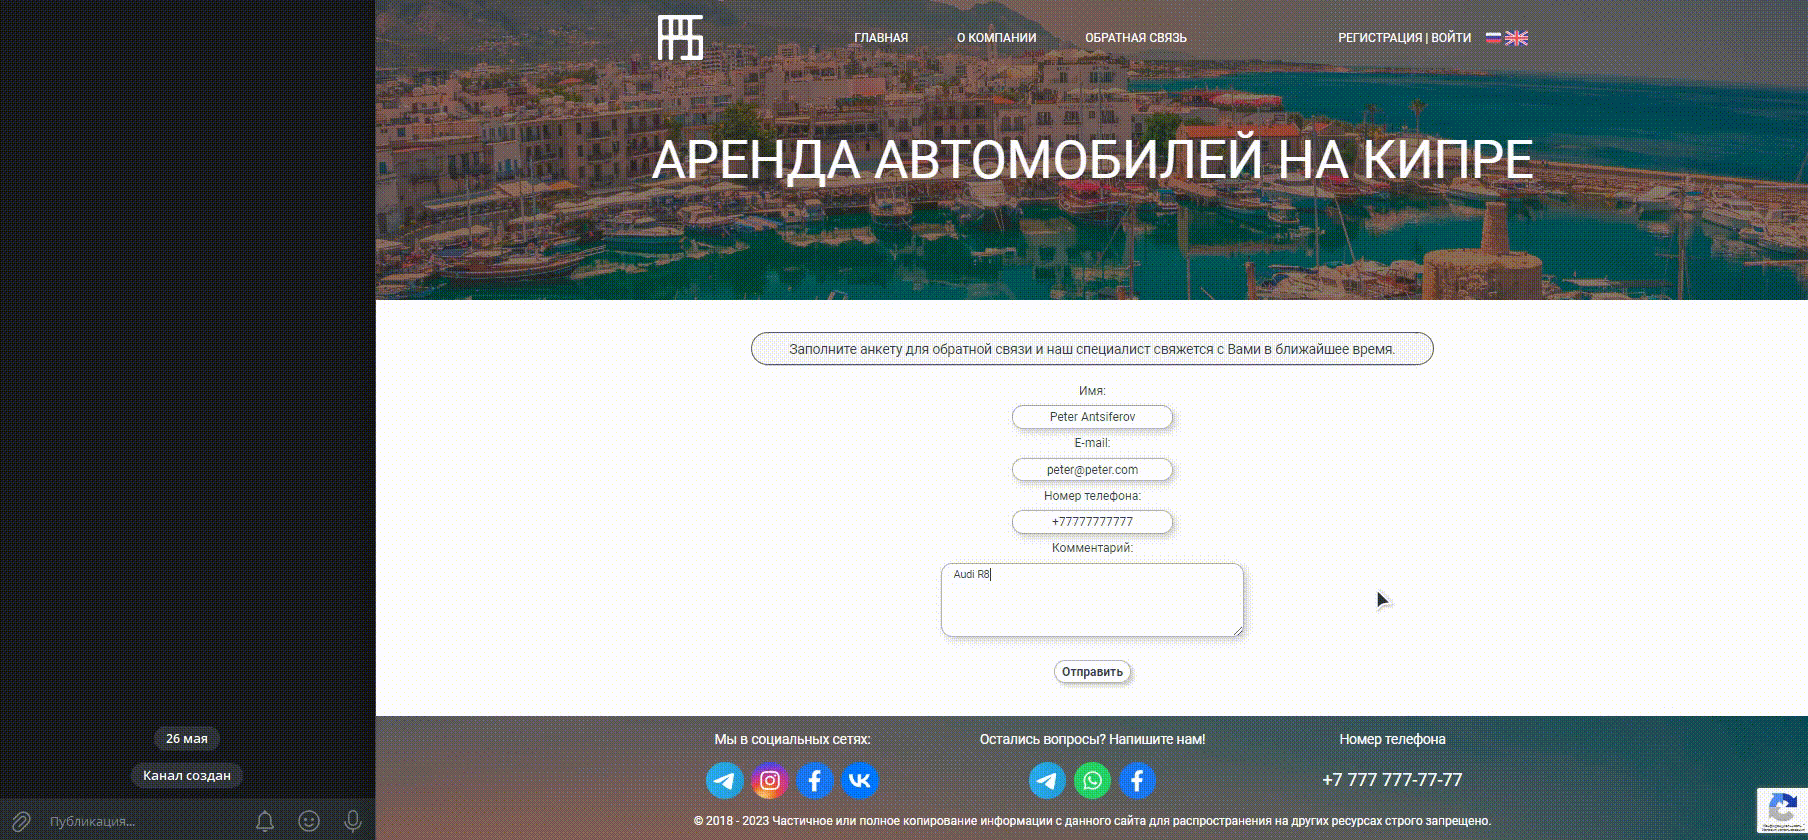 ГЛАВНАЯ
О КОМПАНИИ
ОБРАТНАЯ СВЯЗЬ
РЕГИСТРАЦИЯ | ВОЙТИ
АРЕНДА АВТОМОБИЛЕЙ НА КИПРЕ
Заполните анкету для обратной связи и наш специалист свяжется с Вами в ближайшее время.
Имя:
Peter Antsiferov
E-mail:
peter@peter.com
Номер телефона:
+77777777777
Комментарий:
Audi R8
Отправить
26 мая
Канал создан
Публикация...
Мы в социальных сетях:
Остались вопросы? Напишите нам!
Номер телефона
+7 777 777-77-77
© 2018 - 2023 Частичное или полное копирование информации с данного сайта для распространения на других ресурсах строго запрещено.